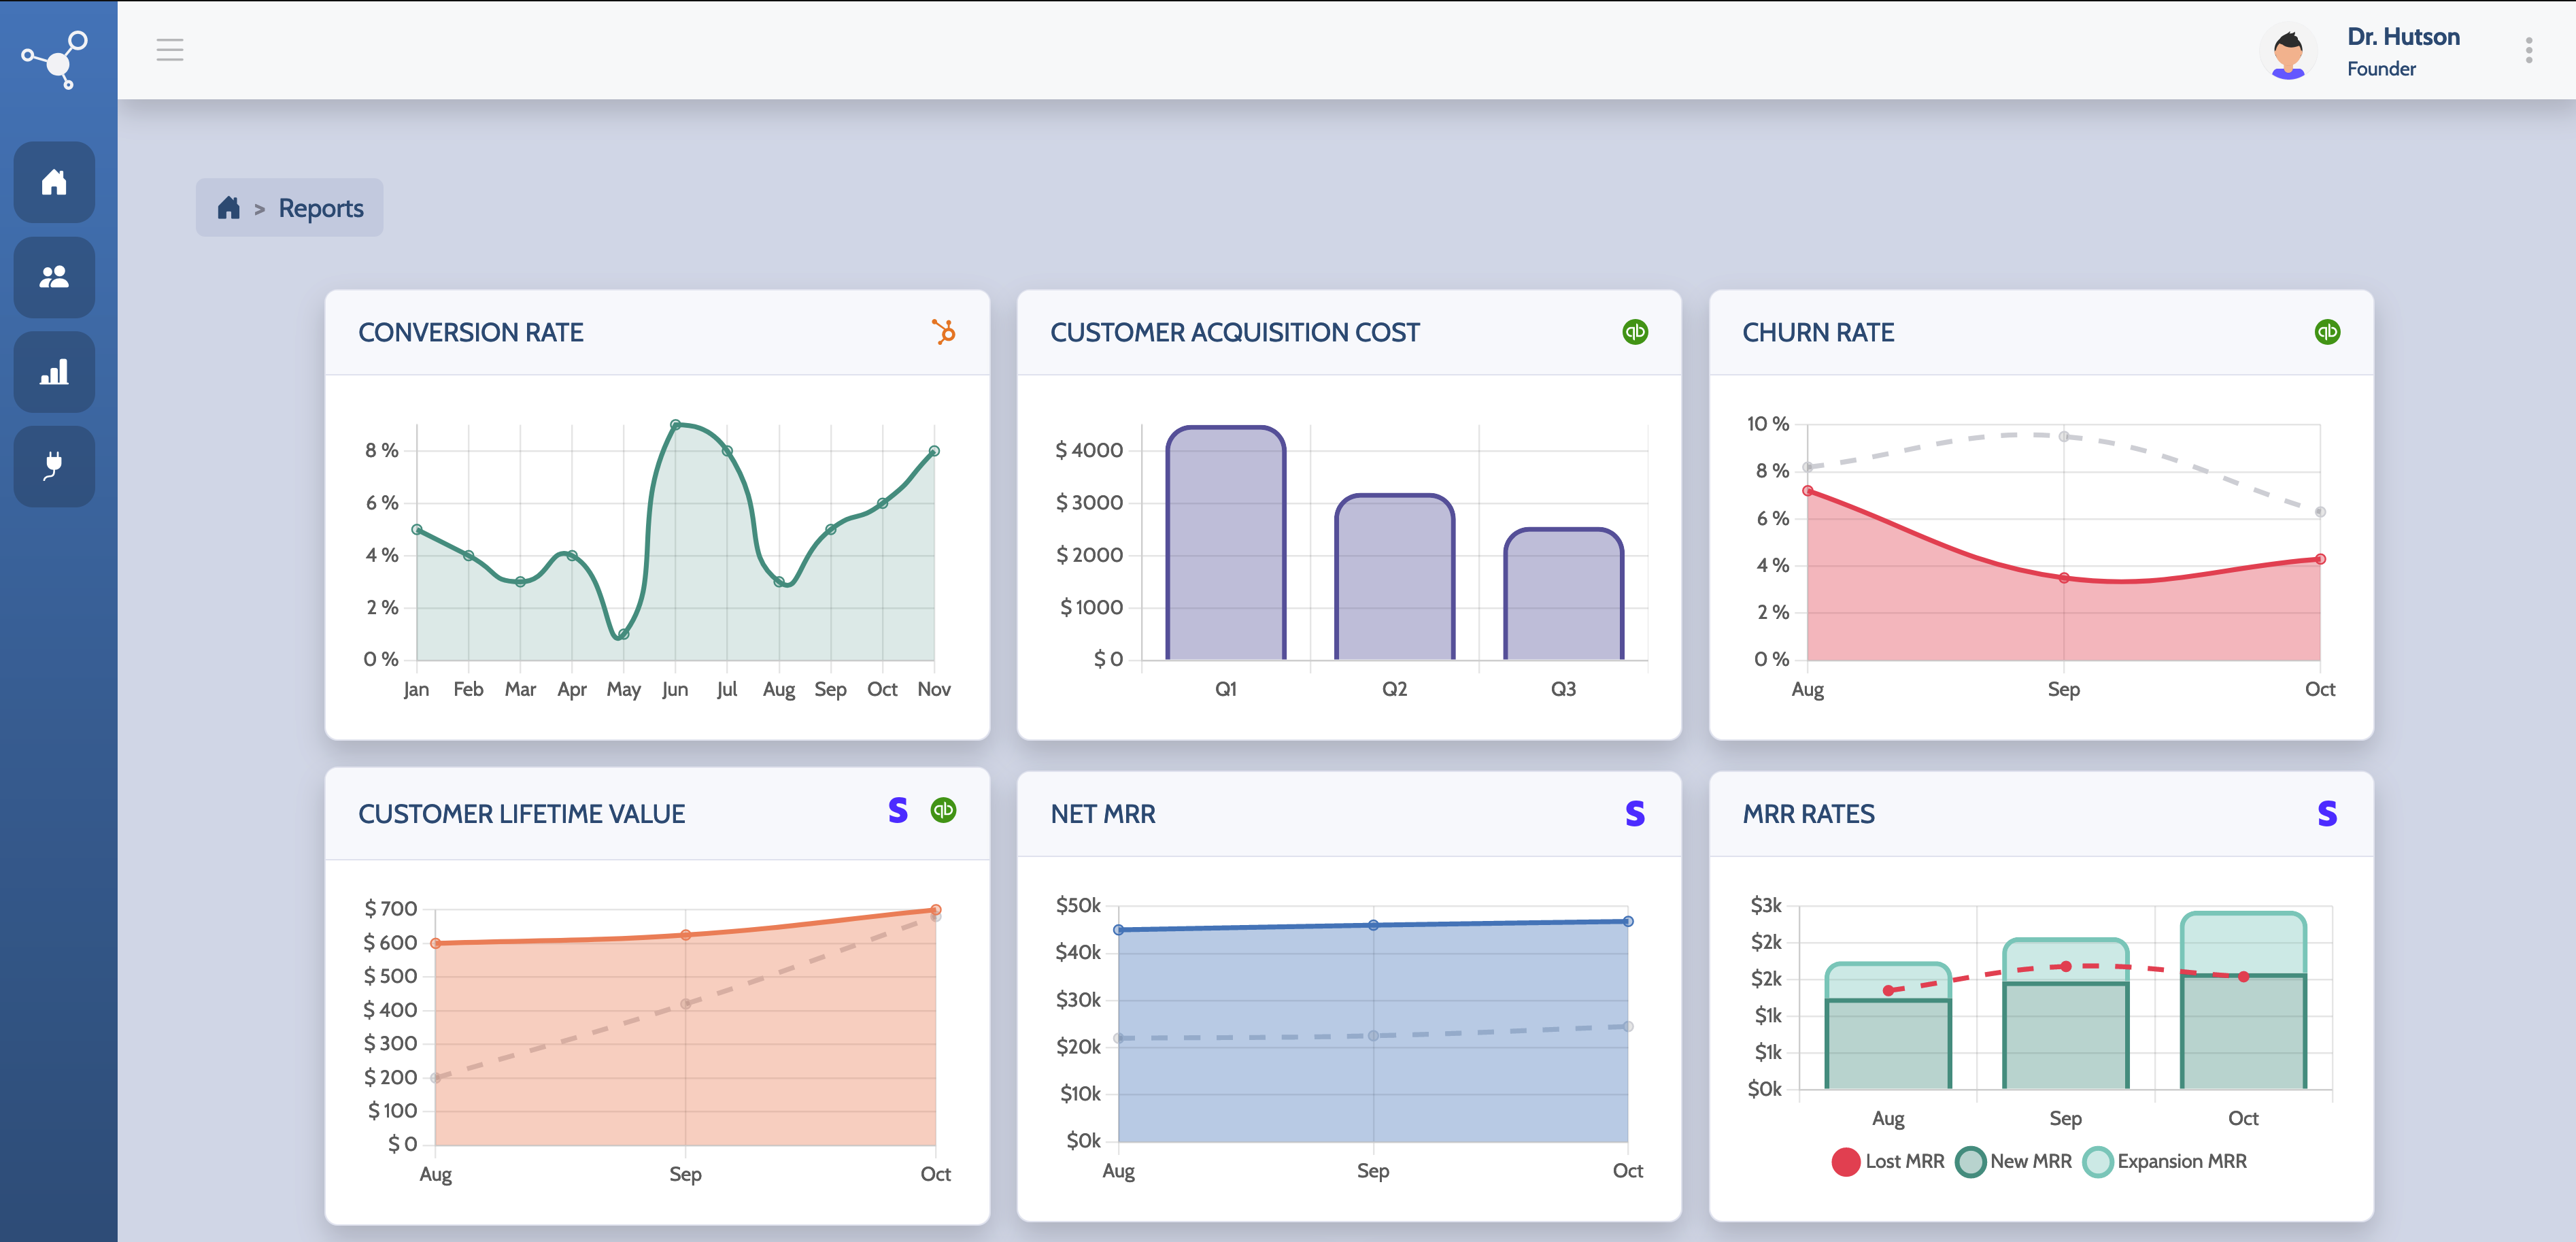 Dr. Hutson
Founder
> Reports
CONVERSION RATE
8 %
6 %
4 %
2 %
0 %
Jan Feb Mar Apr May Jun Jul Aug Sep Oct Nov
CUSTOMER ACQUISITION COST
qb
$ 4000
$ 3000
$ 2000
$ 1000
$ 0
Q1 Q2 Q3
CHURN RATE
qb
10 %
8 %
6 %
4 %
2 %
0 %
Aug Sep Oct
CUSTOMER LIFETIME VALUE
S qb
$ 700
$ 600
$ 500
$ 400
$ 300
$ 200
$ 100
$ 0
Aug Sep Oct
NET MRR
S
$50k
$40k
$30k
$20k
$10k
$0k
Aug Sep Oct
MRR RATES
S
$3k
$2k
$2k
$1k
$1k
$0k
Aug Sep Oct
Lost MRR New MRR Expansion MRR